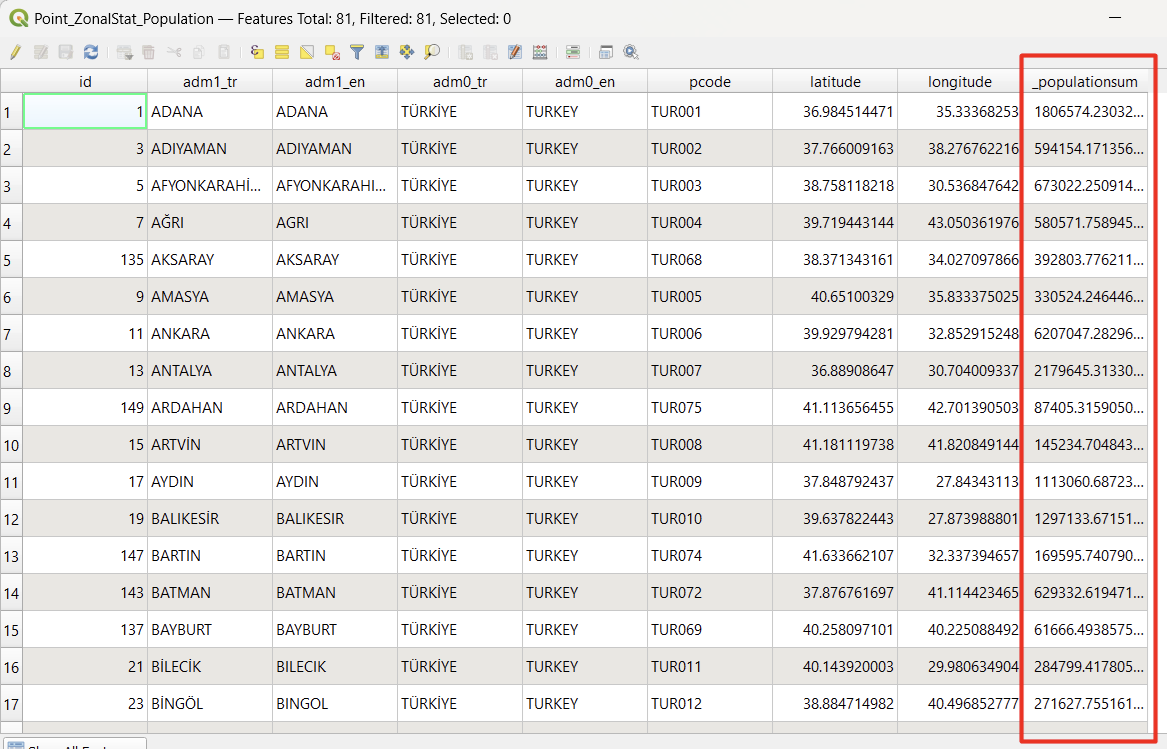 Point_ZonalStat_Population — Features Total: 81, Filtered: 81, Selected: 0
id adm1_tr adm1_en adm0_tr adm0_en pcode latitude longitude _populationsum
1 1 ADANA ADANA TÜRKİYE TURKEY TUR001 36.984514471 35.33368253 1806574.23032...
2 3 ADIYAMAN ADIYAMAN TÜRKİYE TURKEY TUR002 37.766009163 38.276762216 594154.171356...
3 5 AFYONKARAHİ... AFYONKARAHI... TÜRKİYE TURKEY TUR003 38.758118218 30.536847642 673022.250914...
4 7 AĞRI AGRI TÜRKİYE TURKEY TUR004 39.719443144 43.050361976 580571.758945...
5 135 AKSARAY AKSARAY TÜRKİYE TURKEY TUR068 38.371343161 34.027097866 392803.776211...
6 9 AMASYA AMASYA TÜRKİYE TURKEY TUR005 40.65100329 35.833375025 330524.246446...
7 11 ANKARA ANKARA TÜRKİYE TURKEY TUR006 39.929794281 32.852915248 6207047.28296...
8 13 ANTALYA ANTALYA TÜRKİYE TURKEY TUR007 36.88908647 30.704009337 2179645.31330...
9 149 ARDAHAN ARDAHAN TÜRKİYE TURKEY TUR075 41.113656455 42.701390503 87405.3159050...
10 15 ARTVİN ARTVIN TÜRKİYE TURKEY TUR008 41.181119738 41.820849144 145234.704843...
11 17 AYDIN AYDIN TÜRKİYE TURKEY TUR009 37.848792437 27.84343113 1113060.68723...
12 19 BALIKESİR BALIKESIR TÜRKİYE TURKEY TUR010 39.637822443 27.873988801 1297133.67151...
13 147 BARTIN BARTIN TÜRKİYE TURKEY TUR074 41.633662107 32.337394657 169595.740790...
14 143 BATMAN BATMAN TÜRKİYE TURKEY TUR072 37.876761697 41.114423465 629332.619471...
15 137 BAYBURT BAYBURT TÜRKİYE TURKEY TUR069 40.258097101 40.225088492 61666.4938575...
16 21 BİLECİK BILECIK TÜRKİYE TURKEY TUR011 40.143920003 29.980634904 284799.417805...
17 23 BİNGÖL BINGOL TÜRKİYE TURKEY TUR012 38.884714982 40.496852777 271627.755161...